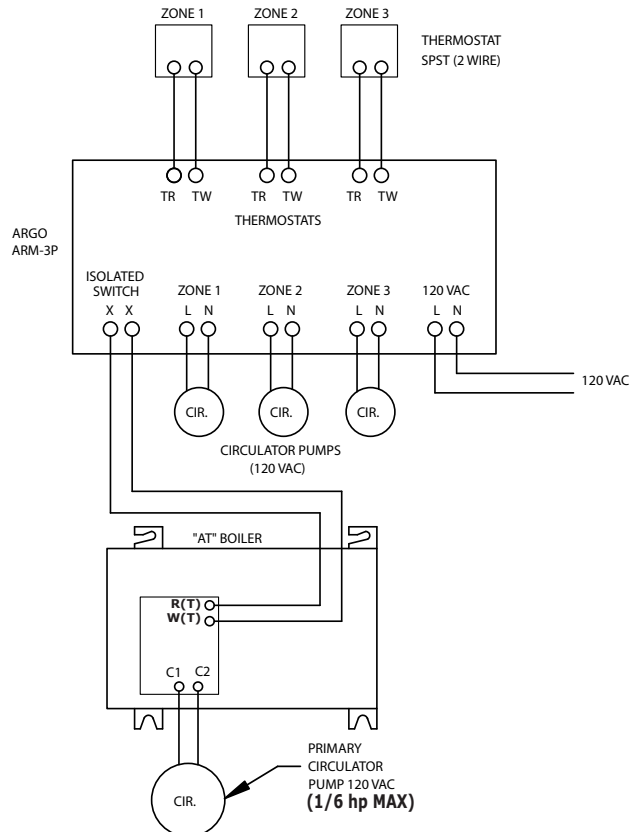 ZONE 1 ZONE 2 ZONE 3
THERMOSTAT
SPST (2 WIRE)
TR TW TR TW TR TW
THERMOSTATS
ARGO
ARM-3P
ISOLATED
SWITCH ZONE 1 ZONE 2 ZONE 3 120 VAC
X X L N L N L N L N
120 VAC
CIR. CIR. CIR.
CIRCULATOR PUMPS
(120 VAC)
"AT" BOILER
R(T)
W(T)
C1 C2
PRIMARY
CIRCULATOR
PUMP 120 VAC
(1/6 hp MAX)
CIR.